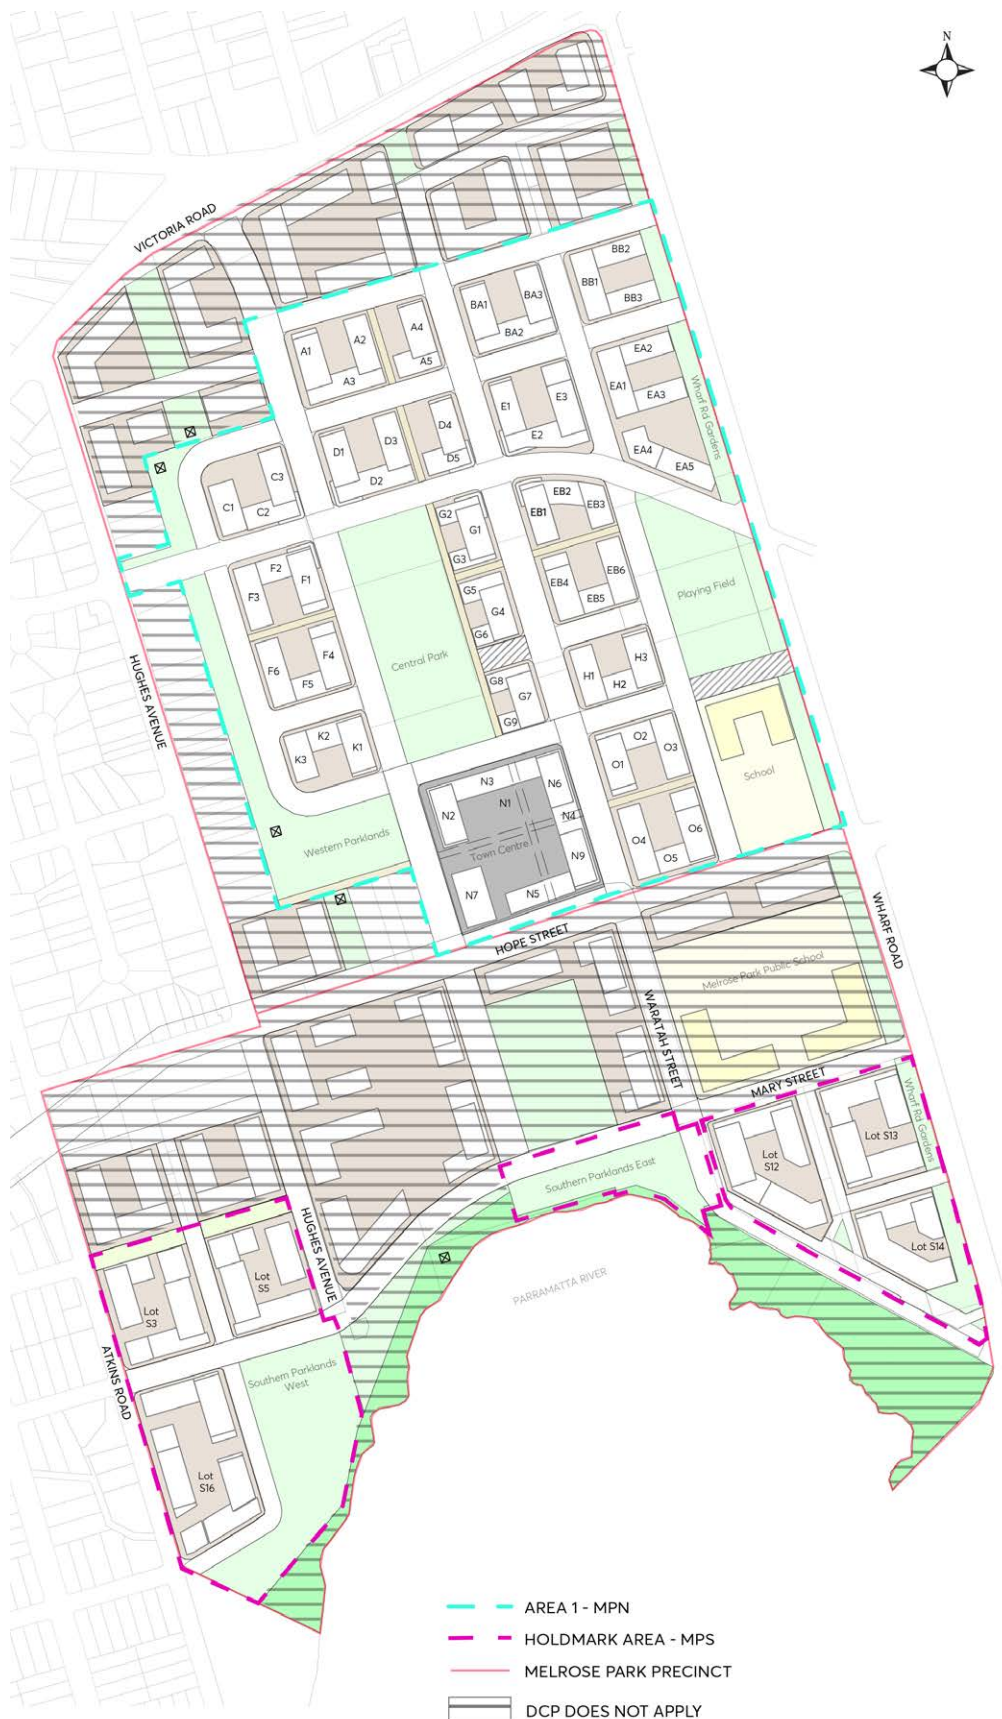 N
VICTORIA ROAD
BB2
BB1
BB3
BA1
BA3
BA2
A4
A2
A1
A5
A3
EA2
EA1
EA3
Wharf Rd Gardens
EA4
EA5
E1
E3
E2
D4
D3
D1
D5
D2
C3
C1
C2
EB2
EB1
EB3
G2
G1
G3
F2
F1
F3
EB4
EB6
EB5
G5
G4
G6
Playing Field
Central Park
HUGHES AVENUE
F4
F6
F5
H3
H1
H2
G8
G7
G9
K2
K1
K3
O2
O3
O1
School
N3
N6
N1
N2
N4
Town Centre
Western Parklands
O6
O4
O5
N9
N7
N5
HOPE STREET
WHARF ROAD
Melrose Park Public School
WARATAH STREET
MARY STREET
Wharf Rd Gardens
Lot S13
Lot
S12
Southern Parklands East
HUGHES AVENUE
Lot S14
Lot
S5
Lot
S3
PARRAMATTA RIVER
ATKINS ROAD
Southern Parklands
West
Lot
S16
AREA 1 - MPN
HOLDMARK AREA - MPS
MELROSE PARK PRECINCT
DCP DOES NOT APPLY